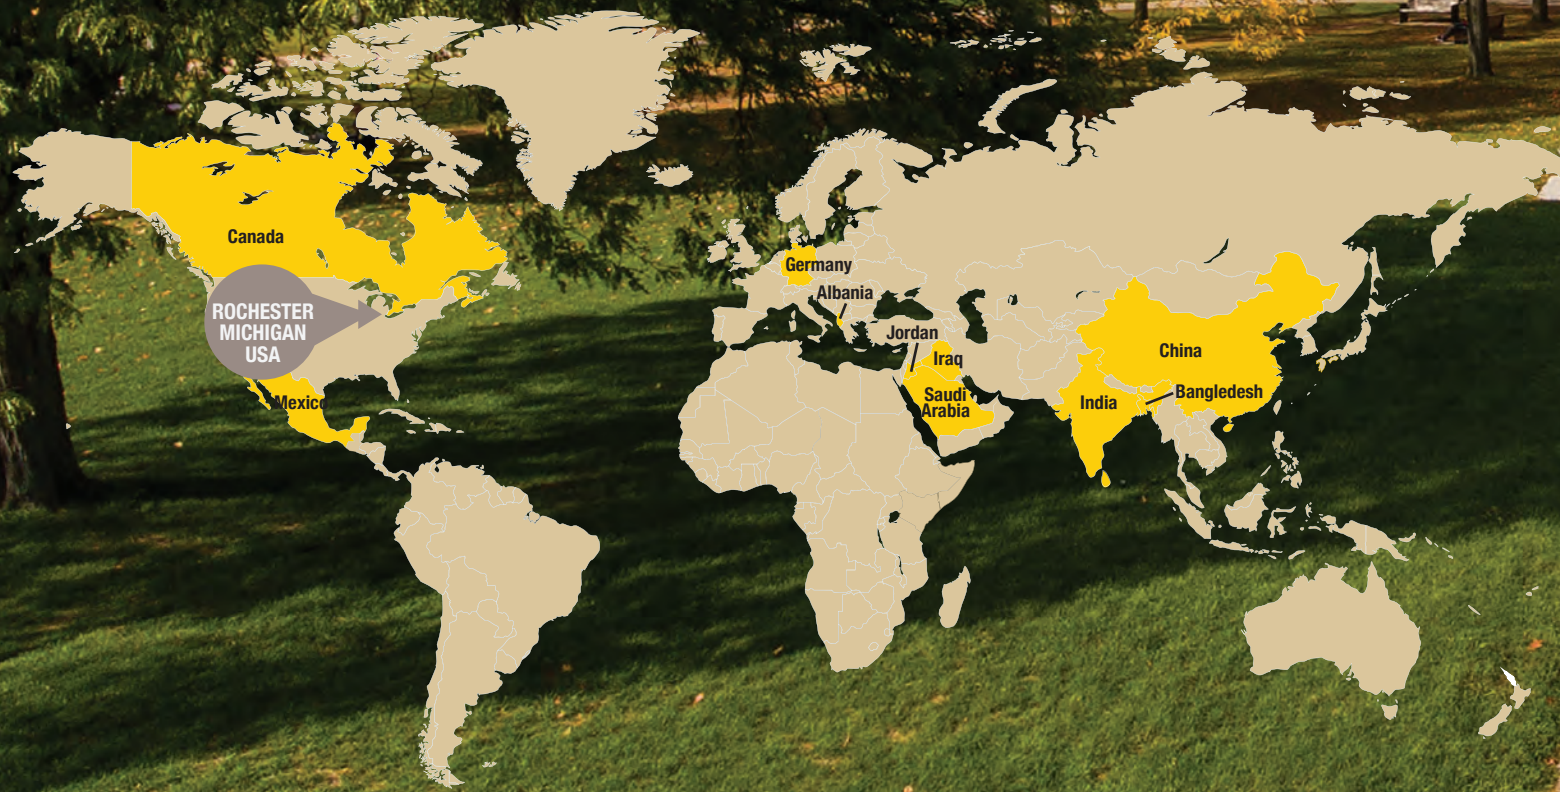 Canada
ROCHESTER
MICHIGAN
USA
Mexico
Germany
Albania
Jordan
Iraq
Saudi
Arabia
China
India
Bangledesh